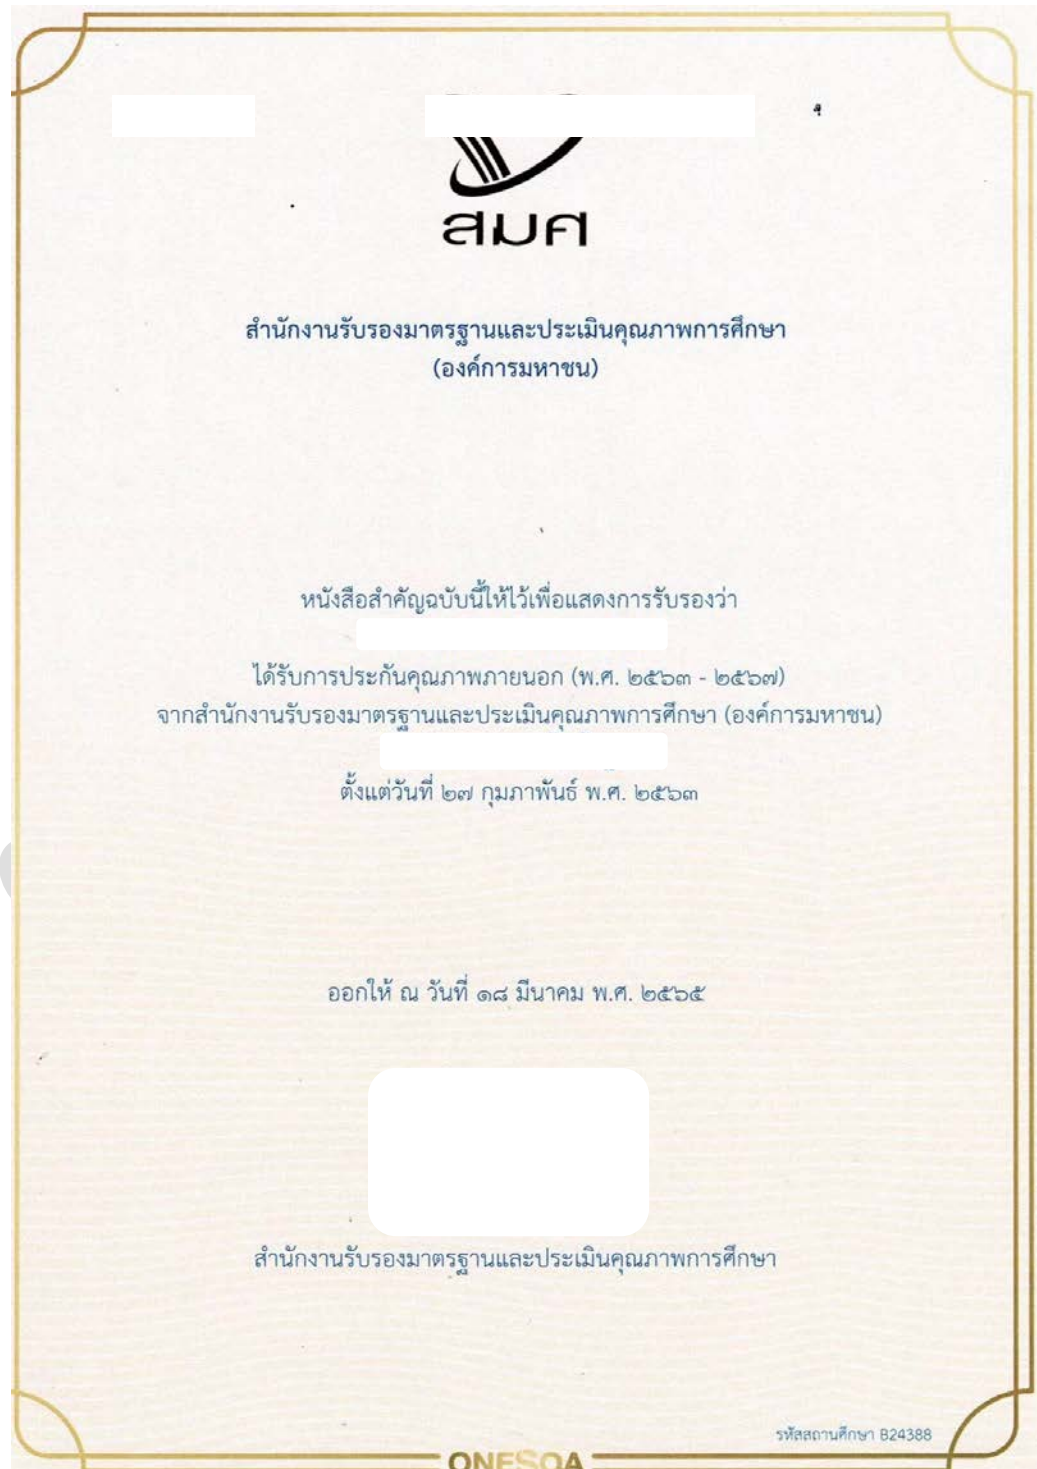 สมศ
สำนักงานรับรองมาตรฐานและประเมินคุณภาพการศึกษา
(องค์การมหาชน)
หนังสือสำคัญฉบับนี้ให้ไว้เพื่อแสดงการรับรองว่า
ได้รับการประกันคุณภาพภายนอก (พ.ศ. ๒๕๖๓ - ๒๕๖๗)
จากสำนักงานรับรองมาตรฐานและประเมินคุณภาพการศึกษา (องค์การมหาชน)
ตั้งแต่วันที่ ๒๗ กุมภาพันธ์ พ.ศ. ๒๕๖๓
ออกให้ ณ วันที่ ๑๘ มีนาคม พ.ศ. ๒๕๖๕
สำนักงานรับรองมาตรฐานและประเมินคุณภาพการศึกษา
รหัสสถานศึกษา B24388
ONESQA